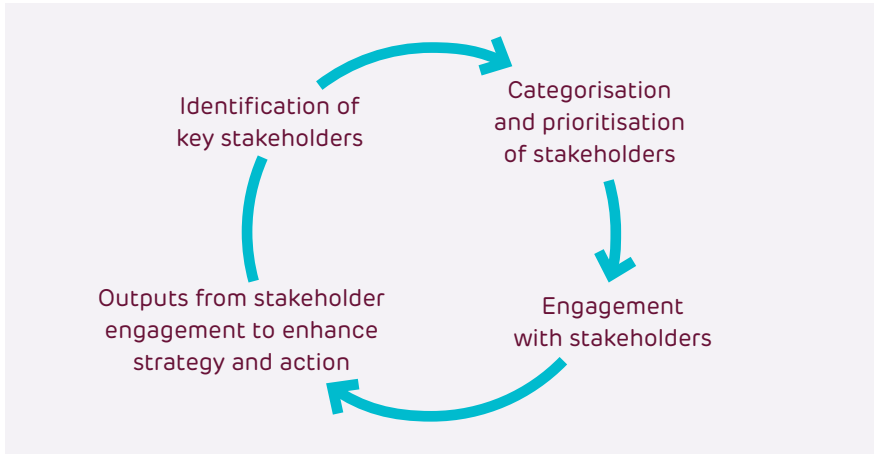 Identification of
key stakeholders
Categorisation
and prioritisation
of stakeholders
Engagement
with stakeholders
Outputs from stakeholder
engagement to enhance
strategy and action